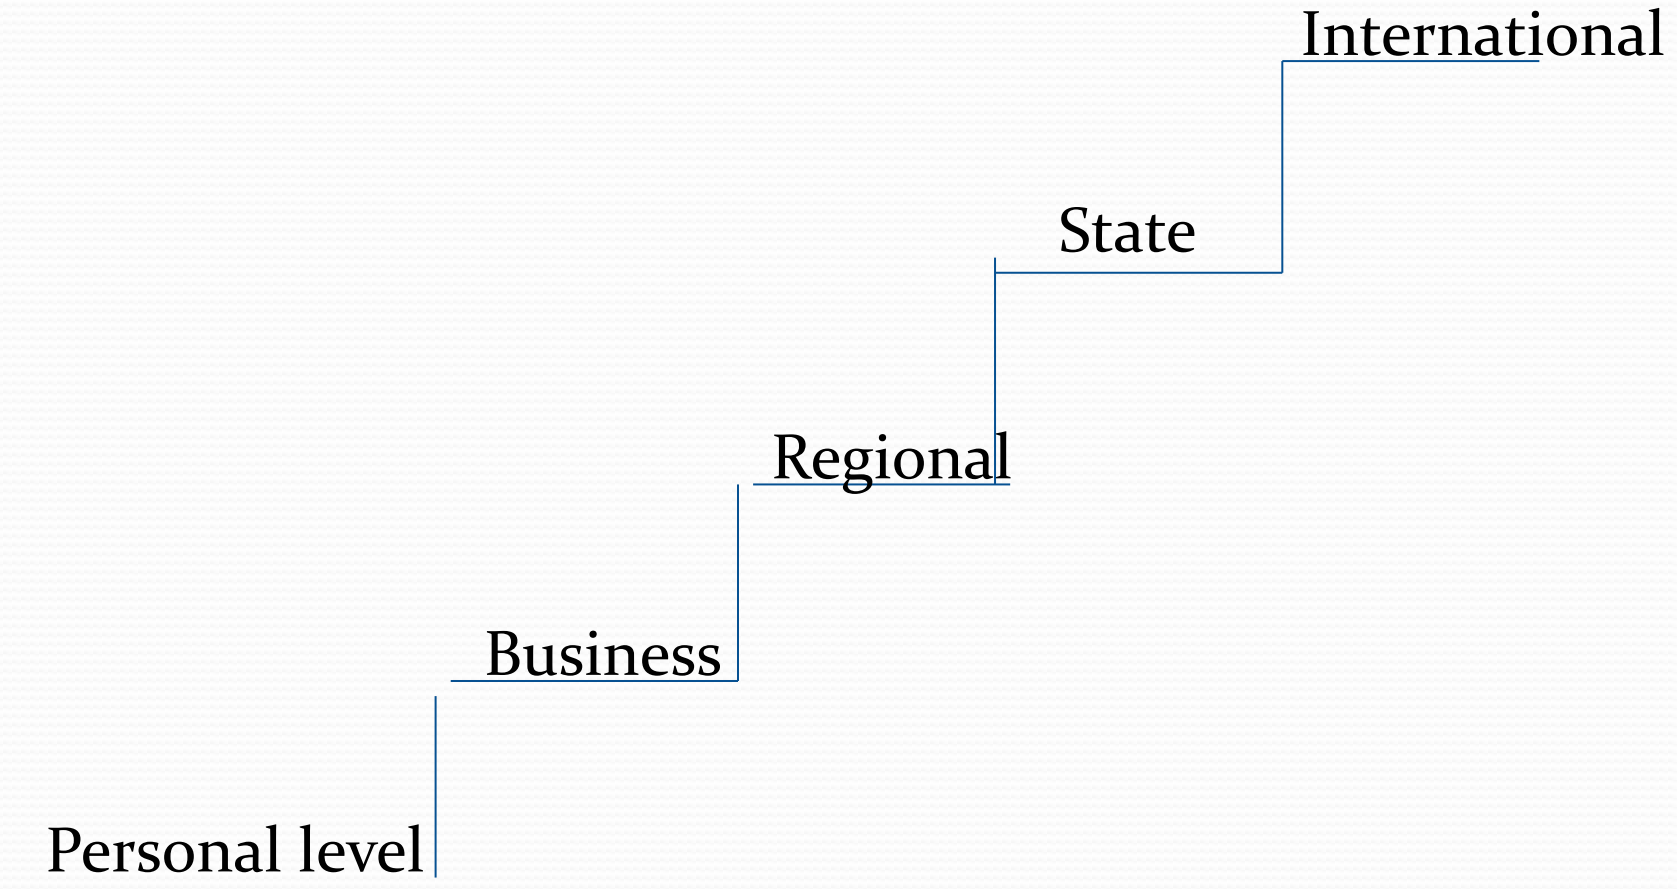 International
State
Regional
Business
Personal level